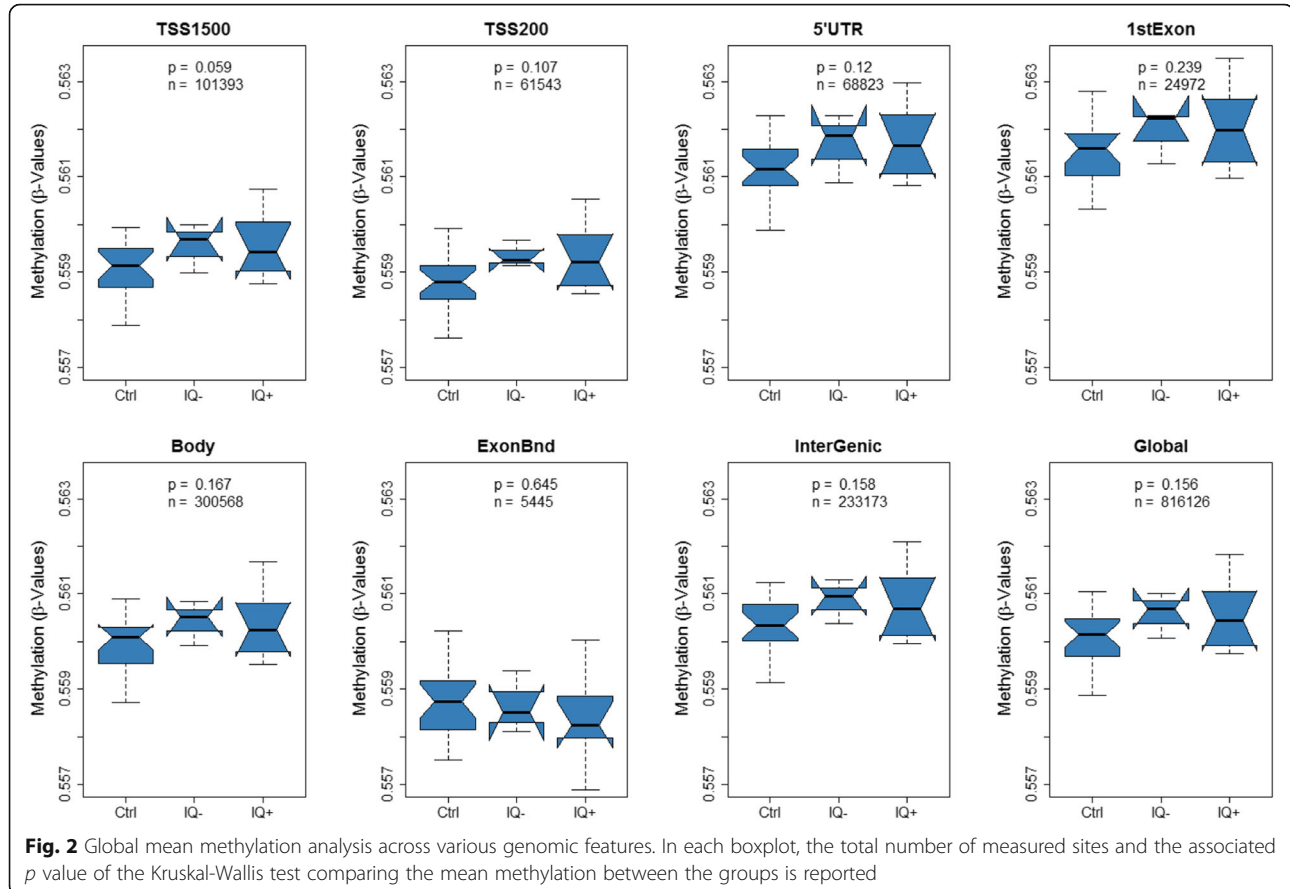 TSS1500
TSS200
5'UTR
1stExon
p = 0.059
n = 101393
p = 0.107
n = 61543
p = 0.12
n = 68823
p = 0.239
n = 24972
Methylation (β-Values)
0.563
0.561
0.559
0.557
Ctrl IQ- IQ+
Methylation (β-Values)
0.563
0.561
0.559
0.557
Ctrl IQ- IQ+
Methylation (β-Values)
0.563
0.561
0.559
0.557
Ctrl IQ- IQ+
Methylation (β-Values)
0.563
0.561
0.559
0.557
Ctrl IQ- IQ+
Body
ExonBnd
InterGenic
Global
p = 0.167
n = 300568
p = 0.645
n = 5445
p = 0.158
n = 233173
p = 0.156
n = 816126
Methylation (β-Values)
0.563
0.561
0.559
0.557
Ctrl IQ- IQ+
Methylation (β-Values)
0.563
0.561
0.559
0.557
Ctrl IQ- IQ+
Methylation (β-Values)
0.563
0.561
0.559
0.557
Ctrl IQ- IQ+
Methylation (β-Values)
0.563
0.561
0.559
0.557
Ctrl IQ- IQ+
Fig. 2 Global mean methylation analysis across various genomic features. In each boxplot, the total number of measured sites and the associated
p value of the Kruskal-Wallis test comparing the mean methylation between the groups is reported